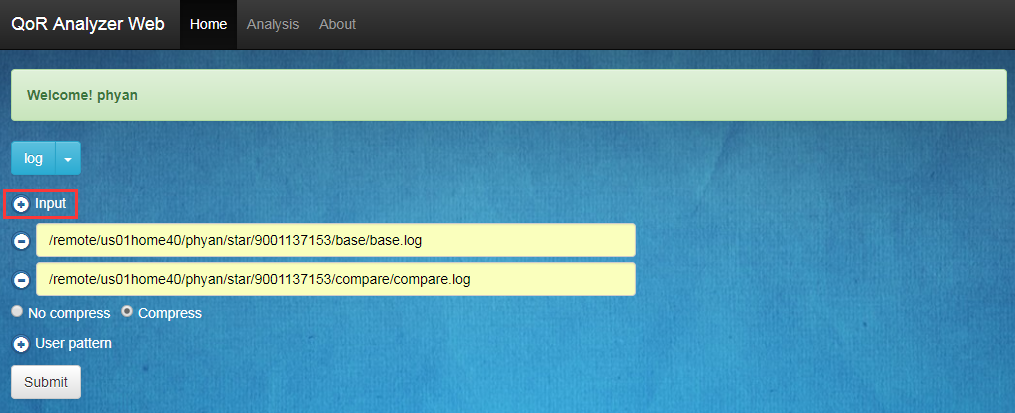 QoR Analyzer Web Home Analysis About
Welcome! phyan
log
Input
/remote/us01home40/phyan/star/9001137153/base/base.log
/remote/us01home40/phyan/star/9001137153/compare/compare.log
No compress Compress
User pattern
Submit